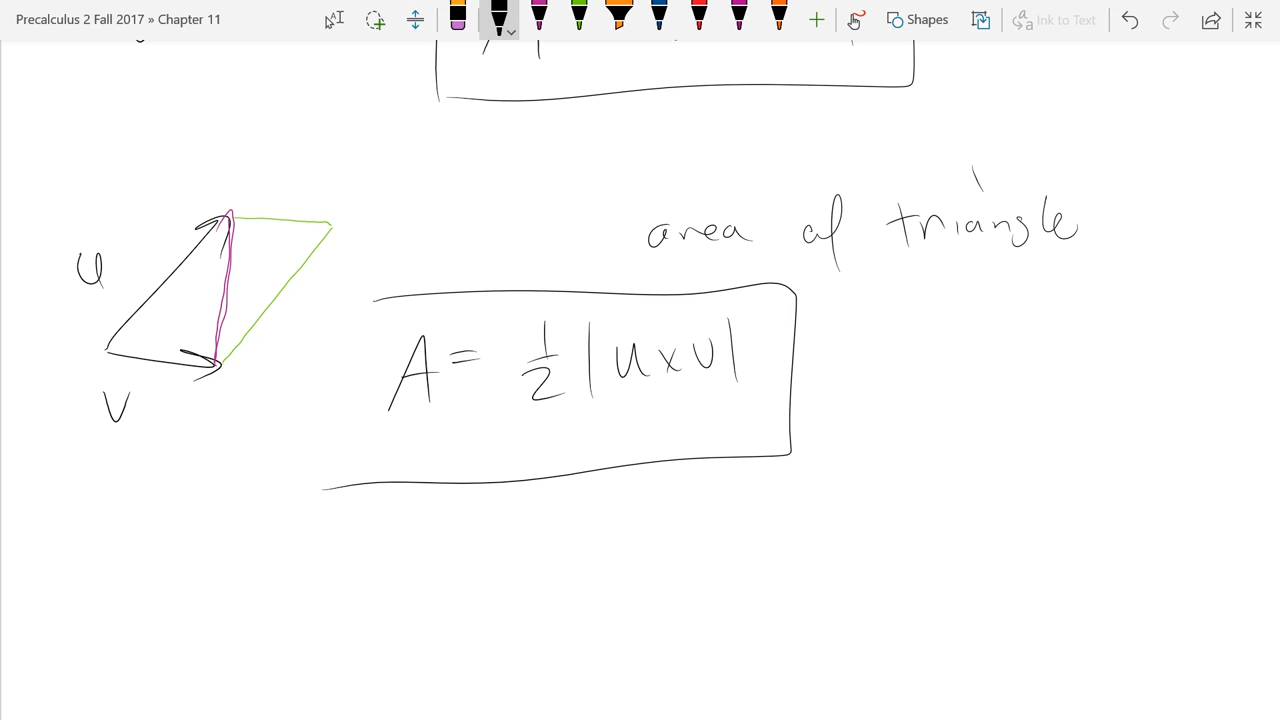 Precalculus 2 Fall 2017 » Chapter 11
Shapes
Ink to Text
area of triangle
u
A = 1/2 |u×v|
v